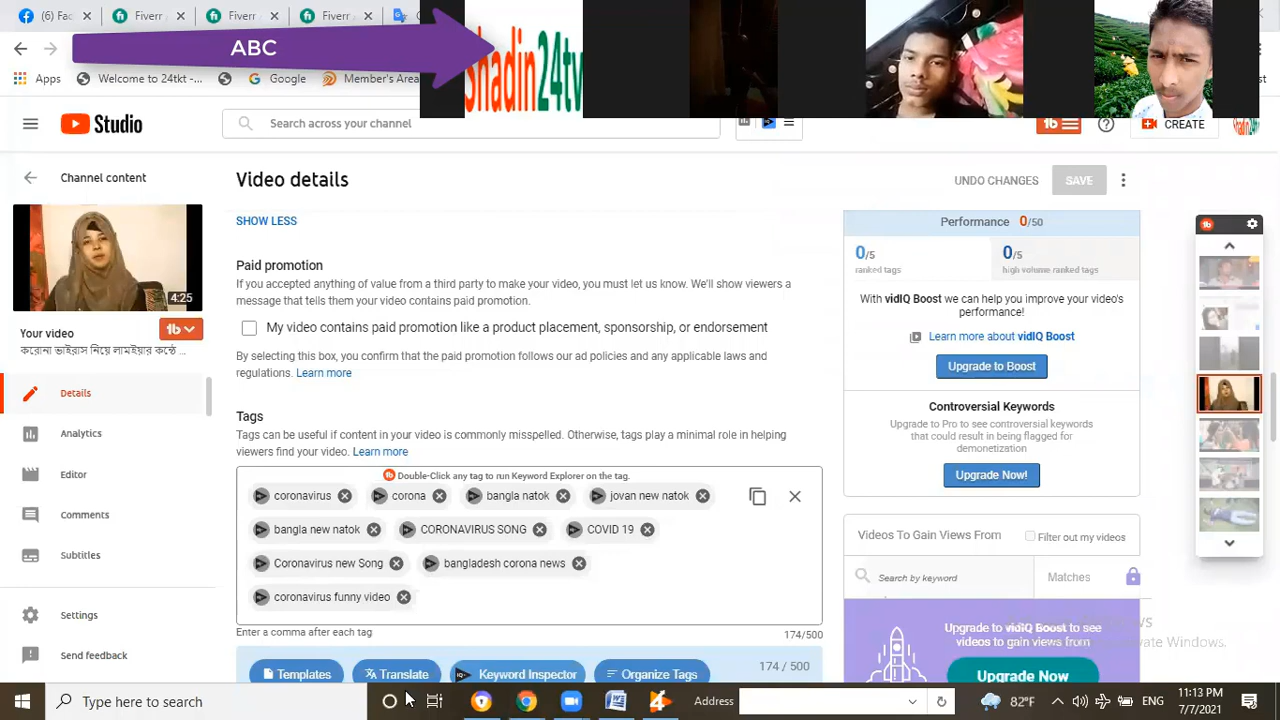 (2) Fa
Fiverr
Fiverr
Fiverr
ABC
Shadin24tv
Apps
Welcome to 24tkt -...
Google
Member's Area
Studio
Search across your channel
CREATE
Channel content
Video details
UNDO CHANGES
SAVE
SHOW LESS
Performance 0/50
Paid promotion
0/5
ranked tags
0/5
high volume ranked tags
If you accepted anything of value from a third party to make your video, you must let us know. We'll show viewers a
message that tells them your video contains paid promotion.
With vidIQ Boost we can help you improve your video's
performance!
4:25
Your video
করোনা ভাইরাস নিয়ে লামইয়ার কন্ঠে ...
My video contains paid promotion like a product placement, sponsorship, or endorsement
Learn more about vidIQ Boost
By selecting this box, you confirm that the paid promotion follows our ad policies and any applicable laws and
regulations. Learn more
Upgrade to Boost
Details
Controversial Keywords
Upgrade to Pro to see controversial keywords
that could result in being flagged for
demonetization
Upgrade Now!
Tags
Tags can be useful if content in your video is commonly misspelled. Otherwise, tags play a minimal role in helping
viewers find your video. Learn more
Analytics
Double-Click any tag to run Keyword Explorer on the tag.
Editor
coronavirus
corona
bangla natok
jovan new natok
Comments
bangla new natok
CORONAVIRUS SONG
COVID 19
Videos To Gain Views From
Filter out my videos
Subtitles
Coronavirus new Song
bangladesh corona news
Search by keyword
Matches
coronavirus funny video
Settings
Enter a comma after each tag
174/500
Upgrade to vidIQ Boost to see
videos to gain views from!
Send feedback
Templates
Translate
Keyword Inspector
Organize Tags
174 / 500
Upgrade Now
Type here to search
Address
82°F
ENG
11:13 PM
7/7/2021